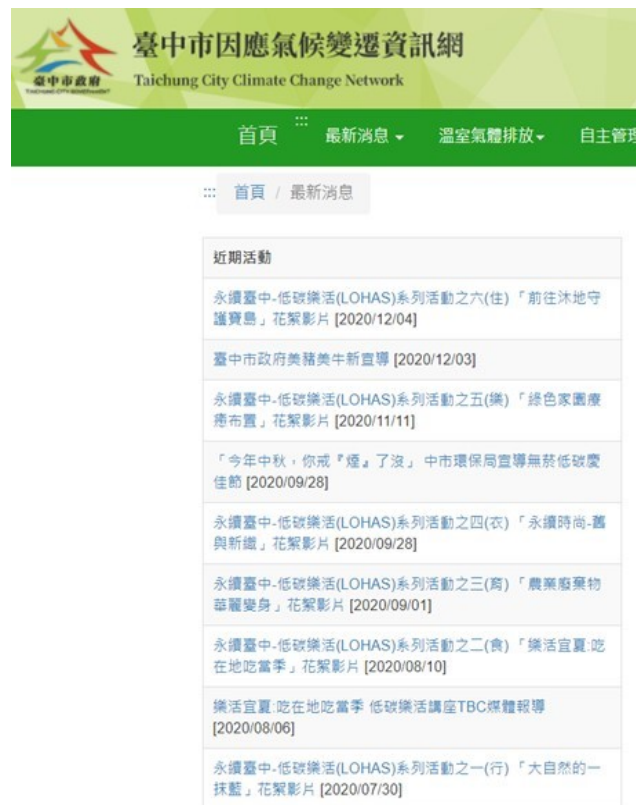 臺中市因應氣候變遷資訊網
臺中市政府
Taichung City Climate Change Network
首頁 ::: 最新消息 溫室氣體排放 自主管理
::: 首頁 / 最新消息
近期活動
永續臺中-低碳樂活(LOHAS)系列活動之六(住) 「前往沐地守
護寶島」花絮影片 [2020/12/04]
臺中市政府美豬美牛新宣導 [2020/12/03]
永續臺中-低碳樂活(LOHAS)系列活動之五(樂) 「綠色家園療
癒布置」花絮影片 [2020/11/11]
「今年中秋，你戒『煙』了沒」 中市環保局宣導無菸低碳慶
佳節 [2020/09/28]
永續臺中-低碳樂活(LOHAS)系列活動之四(衣) 「永續時尚-舊
與新織」花絮影片 [2020/09/28]
永續臺中-低碳樂活(LOHAS)系列活動之三(育) 「農業廢棄物
華麗變身」花絮影片 [2020/09/01]
永續臺中-低碳樂活(LOHAS)系列活動之二(食) 「樂活宜夏:吃
在地吃當季」花絮影片 [2020/08/10]
樂活宜夏:吃在地吃當季 低碳樂活講座TBC媒體報導
[2020/08/06]
永續臺中-低碳樂活(LOHAS)系列活動之一(行) 「大自然的一
抹藍」花絮影片 [2020/07/30]